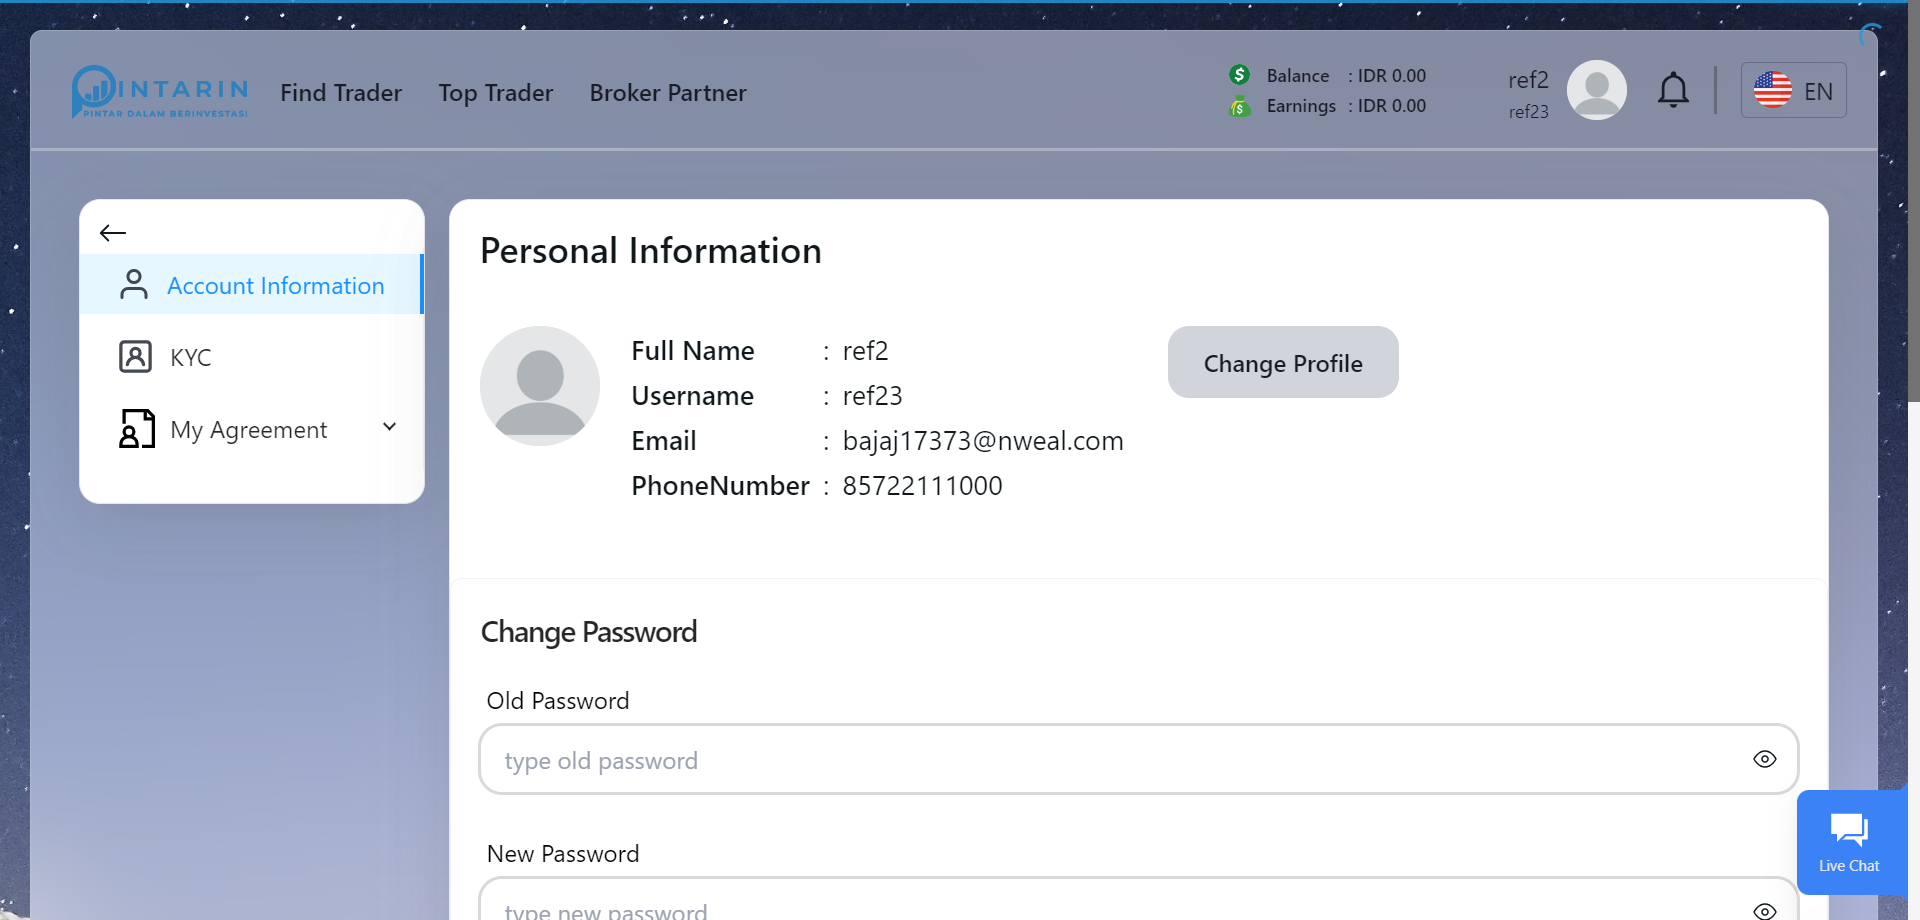 PINTARIN
PINTAR DALAM BERINVESTASI
Find Trader
Top Trader
Broker Partner
Balance : IDR 0.00
Earnings : IDR 0.00
ref2
ref23
EN
Account Information
KYC
My Agreement
Personal Information
Full Name : ref2
Username : ref23
Email : bajaj17373@nweal.com
PhoneNumber : 85722111000
Change Profile
Change Password
Old Password
type old password
New Password
type new password
Live Chat